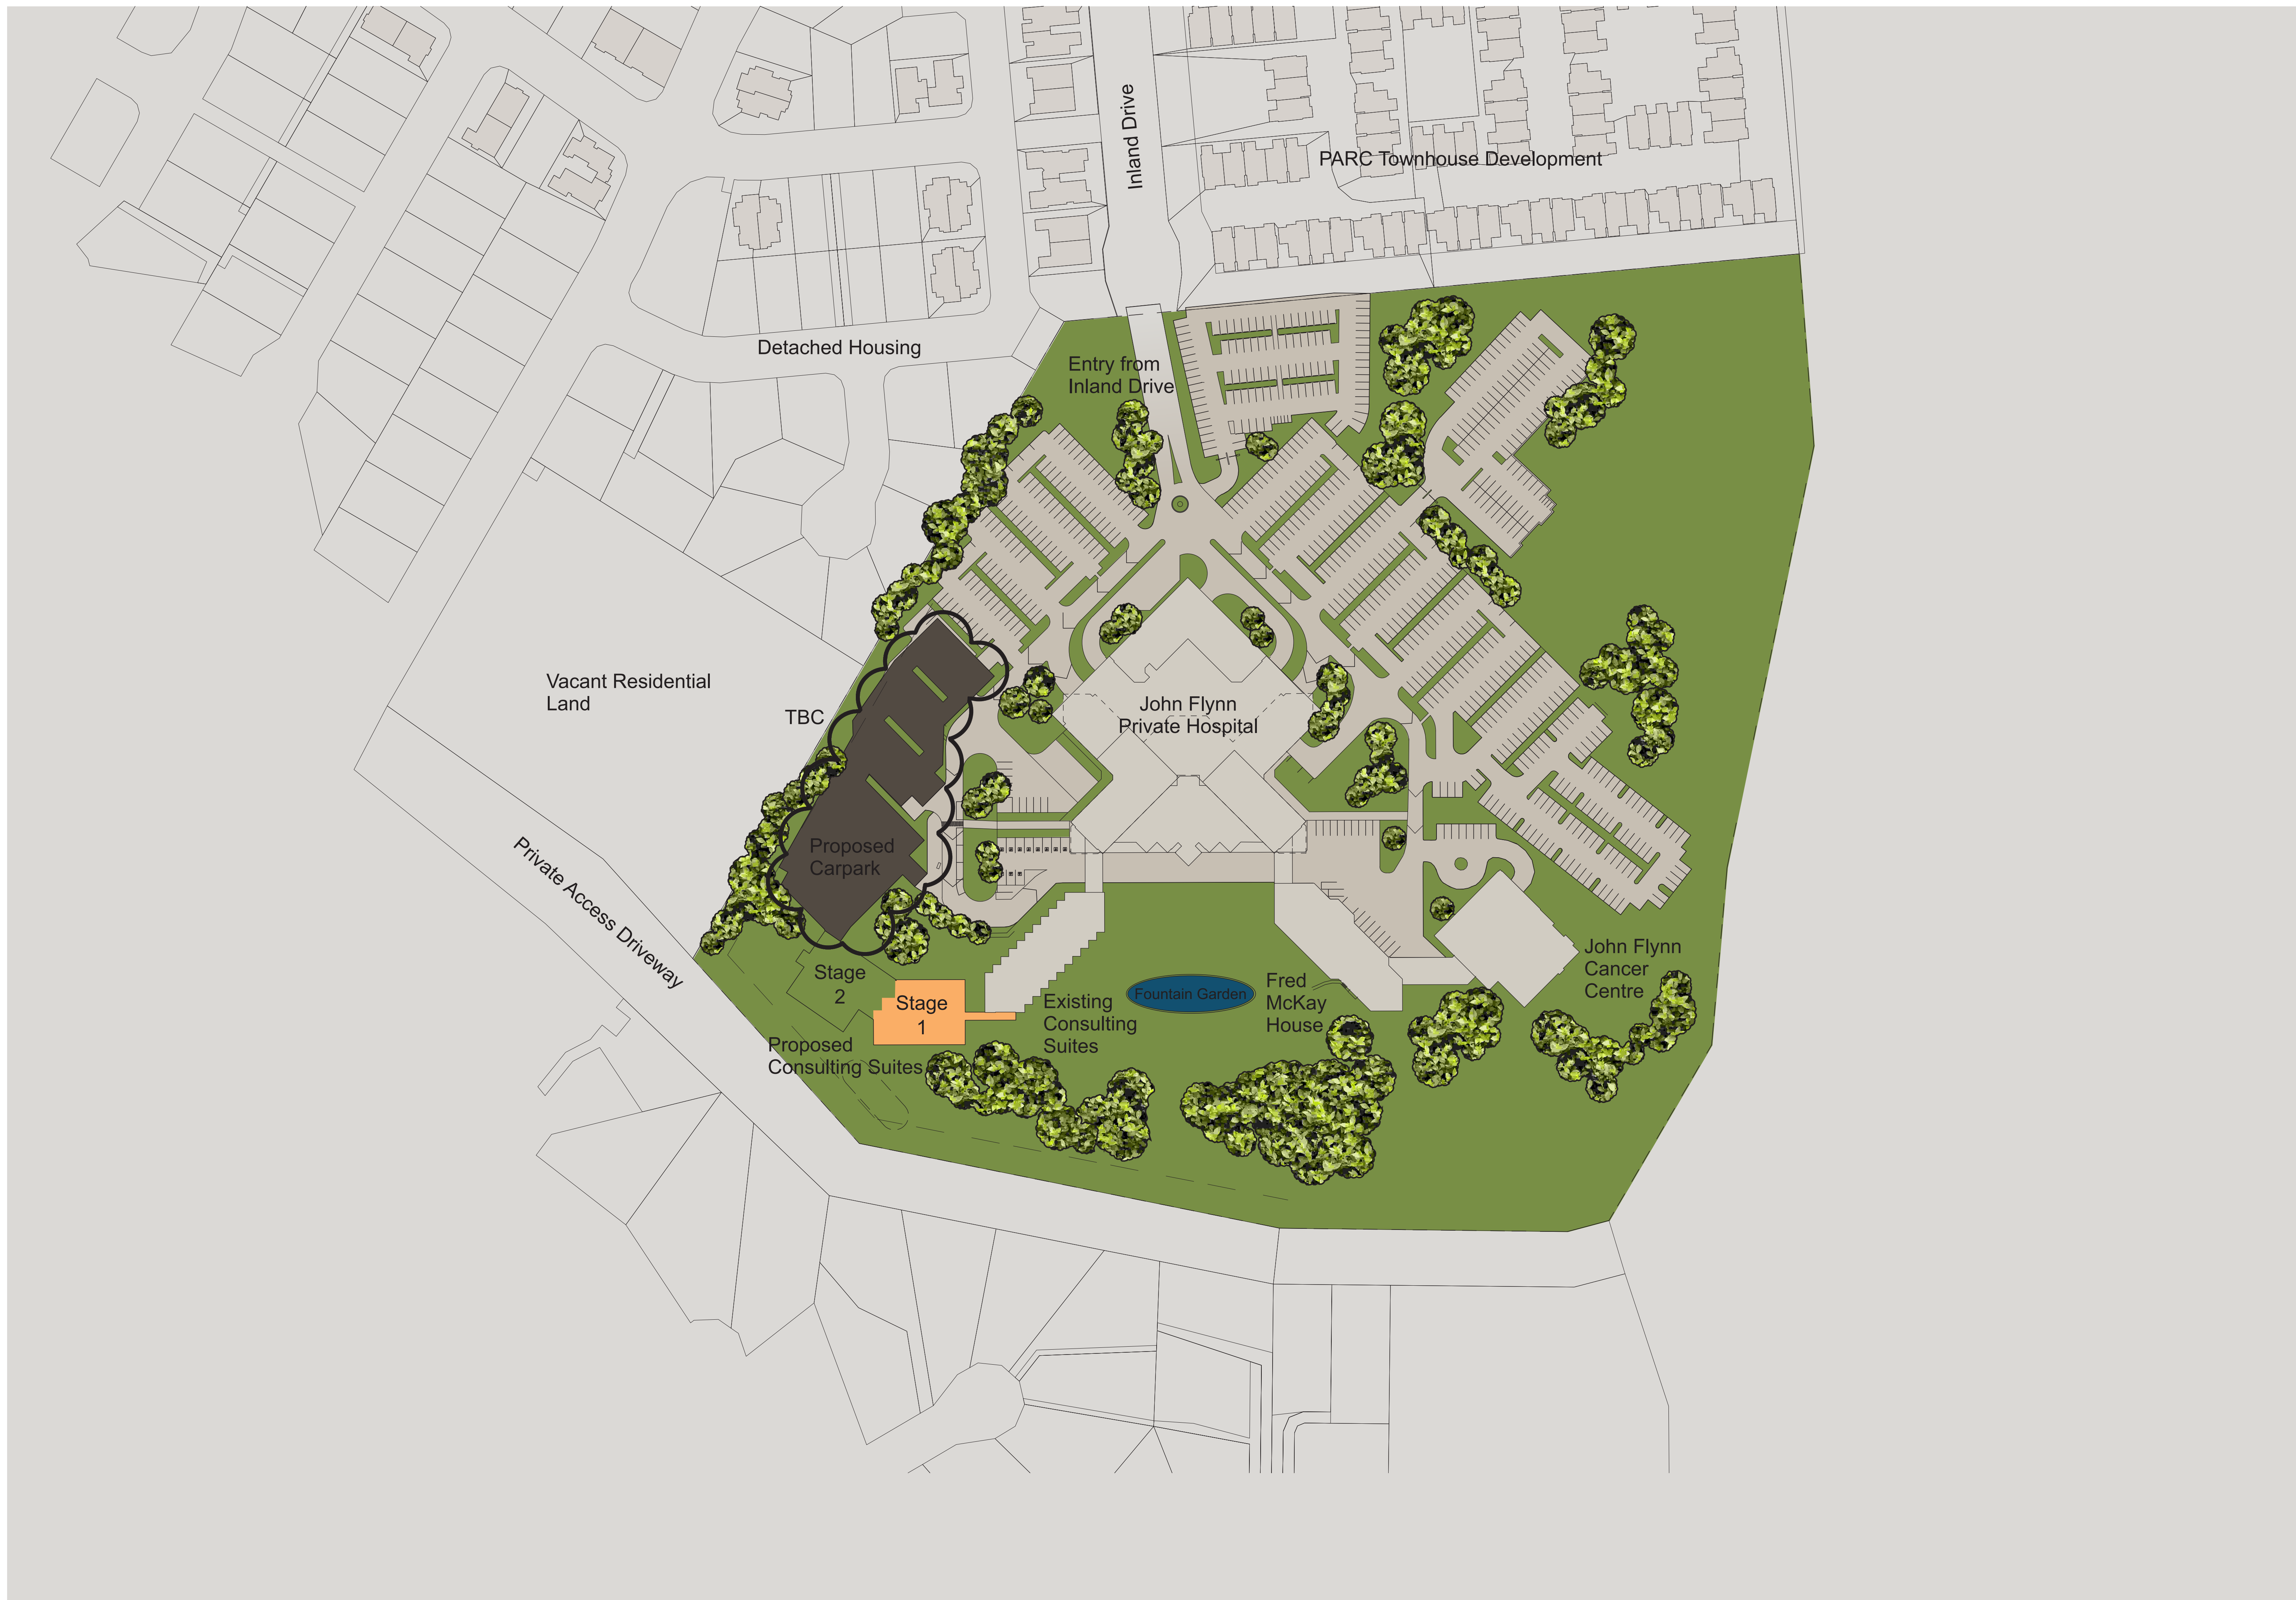 Inland Drive
PARC Townhouse Development
Detached Housing
Entry from
Inland Drive
Vacant Residential
Land
TBC
John Flynn
Private Hospital
Proposed
Carpark
Private Access Driveway
Stage
2
Stage
1
Proposed
Consulting Suites
Existing
Consulting
Suites
Fountain Garden
Fred
McKay
House
John Flynn
Cancer
Centre